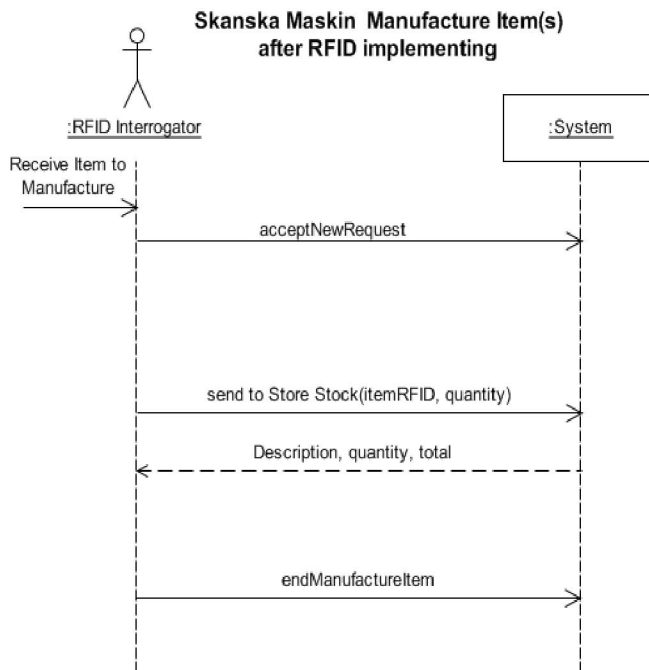 Skanska Maskin Manufacture Item(s)
after RFID implementing
:RFID Interrogator
:System
Receive Item to
Manufacture
acceptNewRequest
send to Store Stock(itemRFID, quantity)
Description, quantity, total
endManufactureItem